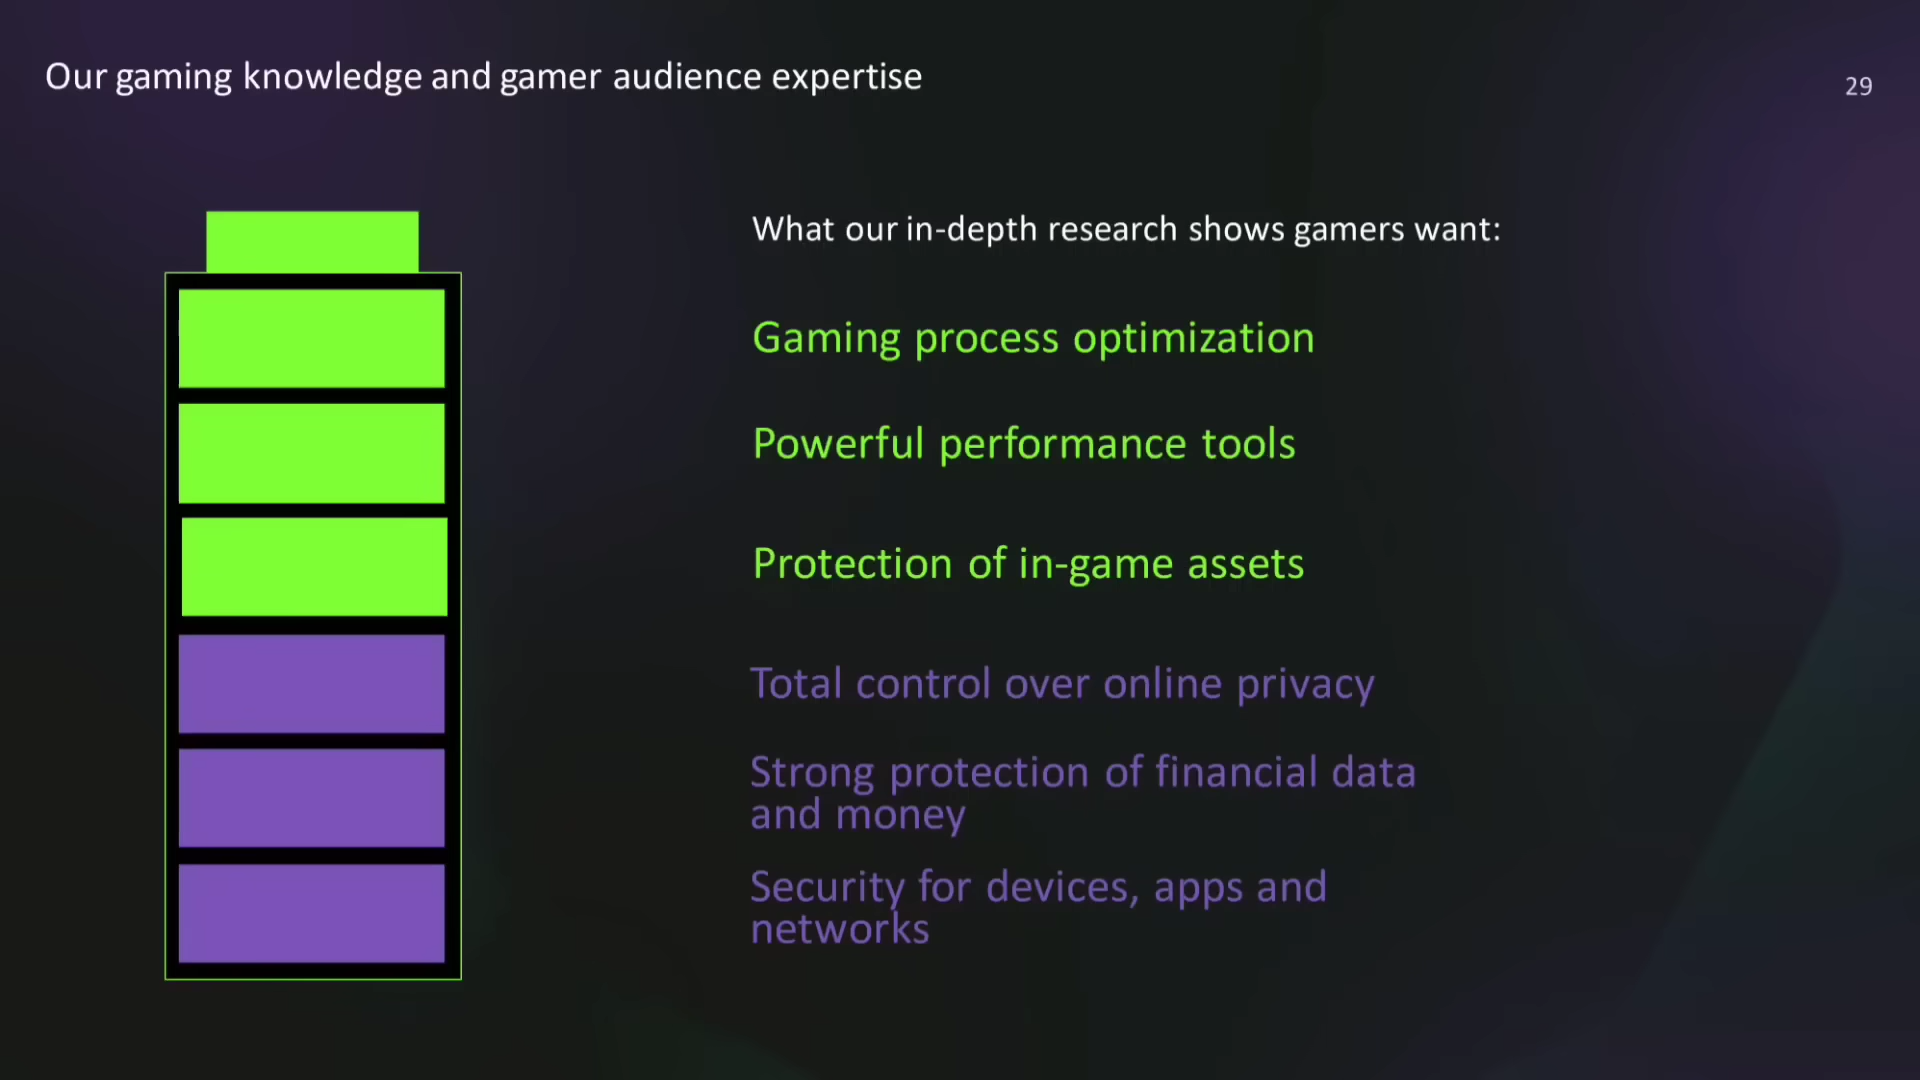 Our gaming knowledge and gamer audience expertise
29
What our in-depth research shows gamers want:
Gaming process optimization
Powerful performance tools
Protection of in-game assets
Total control over online privacy
Strong protection of financial data
and money
Security for devices, apps and
networks